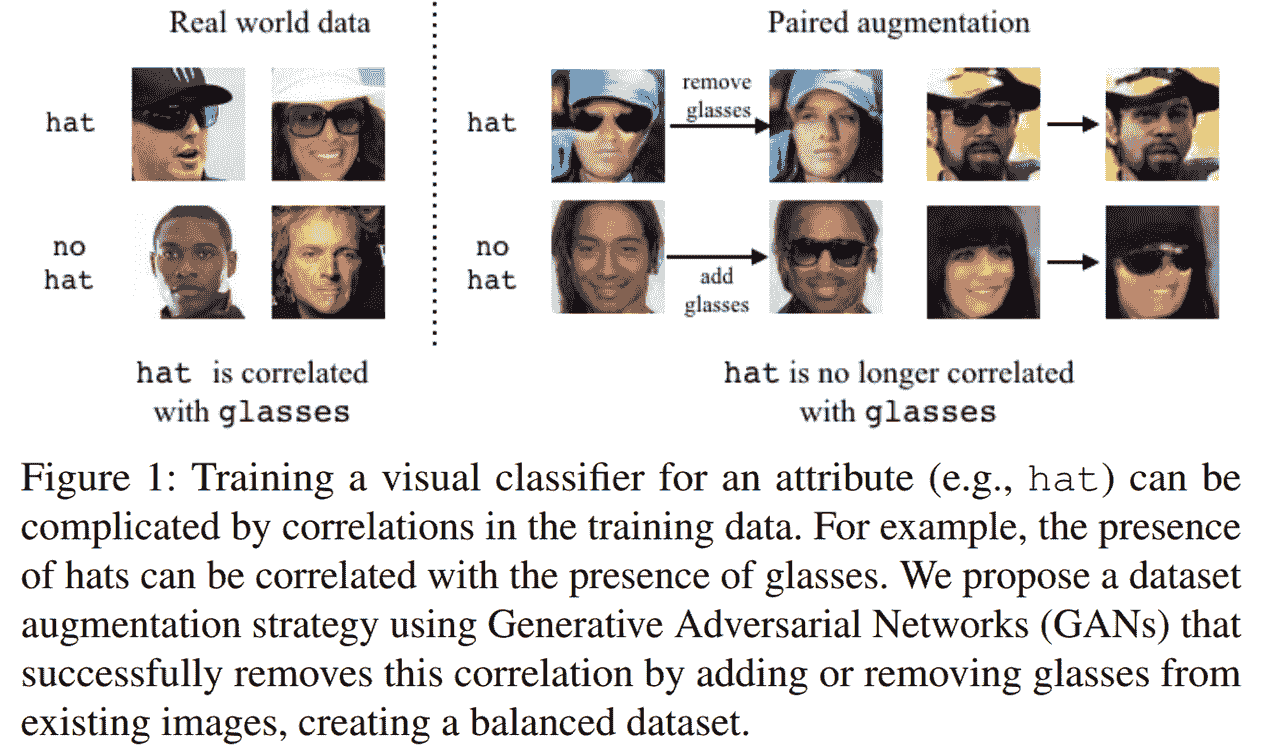 Real world data
Paired augmentation
hat
no
hat
hat is correlated
with glasses
hat
remove
glasses
no
hat
add
glasses
hat is no longer correlated
with glasses
Figure 1: Training a visual classifier for an attribute (e.g., hat) can be
complicated by correlations in the training data. For example, the presence
of hats can be correlated with the presence of glasses. We propose a dataset
augmentation strategy using Generative Adversarial Networks (GANs) that
successfully removes this correlation by adding or removing glasses from
existing images, creating a balanced dataset.